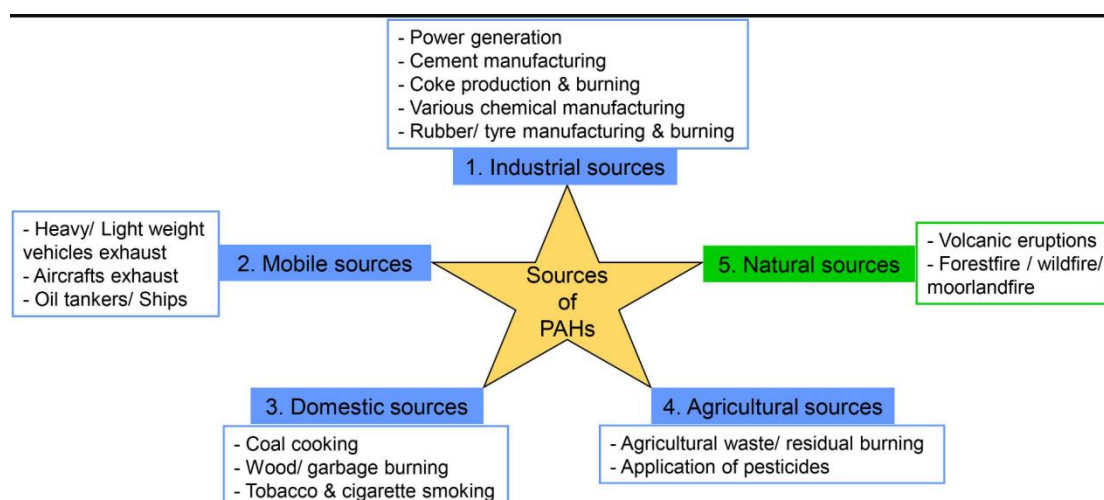 - Power generation
- Cement manufacturing
- Coke production & burning
- Various chemical manufacturing
- Rubber/ tyre manufacturing & burning
1. Industrial sources
- Heavy/ Light weight
vehicles exhaust
- Aircrafts exhaust
- Oil tankers/ Ships
2. Mobile sources
Sources
of
PAHs
5. Natural sources
- Volcanic eruptions
- Forestfire / wildfire/
moorlandfire
3. Domestic sources
- Coal cooking
- Wood/ garbage burning
- Tobacco & cigarette smoking
4. Agricultural sources
- Agricultural waste/ residual burning
- Application of pesticides